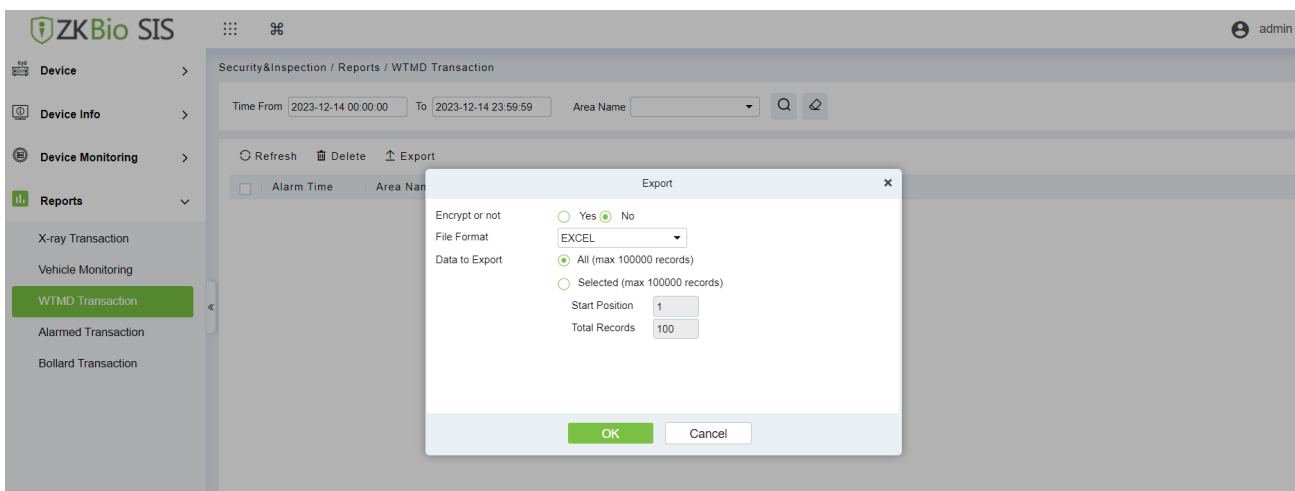 ZKBio SIS
admin
Device
Security&Inspection / Reports / WTMD Transaction
Device Info
Time From 2023-12-14 00:00:00 To 2023-12-14 23:59:59 Area Name
Device Monitoring
Refresh Delete Export
Alarm Time Area Nam
Reports
X-ray Transaction
Vehicle Monitoring
WTMD Transaction
Alarmed Transaction
Bollard Transaction
Export
Encrypt or not Yes No
File Format EXCEL
Data to Export All (max 100000 records)
Selected (max 100000 records)
Start Position 1
Total Records 100
OK Cancel